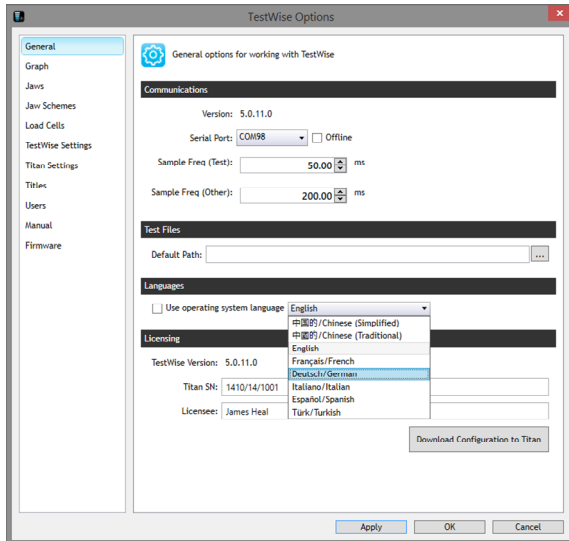 TestWise Options
General
Graph
Jaws
Jaw Schemes
Load Cells
TestWise Settings
Titan Settings
Titles
Users
Manual
Firmware
General options for working with TestWise
Communications
Version: 5.0.11.0
Serial Port: COM98 Offline
Sample Freq (Test): 50.00 ms
Sample Freq (Other): 200.00 ms
Test Files
Default Path: ...
Languages
Use operating system language English
中国的/Chinese (Simplified)
中國的/Chinese (Traditional)
English
Français/French
Deutsch/German
Italiano/Italian
Español/Spanish
Türk/Turkish
Licensing
TestWise Version: 5.0.11.0
Titan SN: 1410/14/1001
Licensee: James Heal
Download Configuration to Titan
Apply OK Cancel